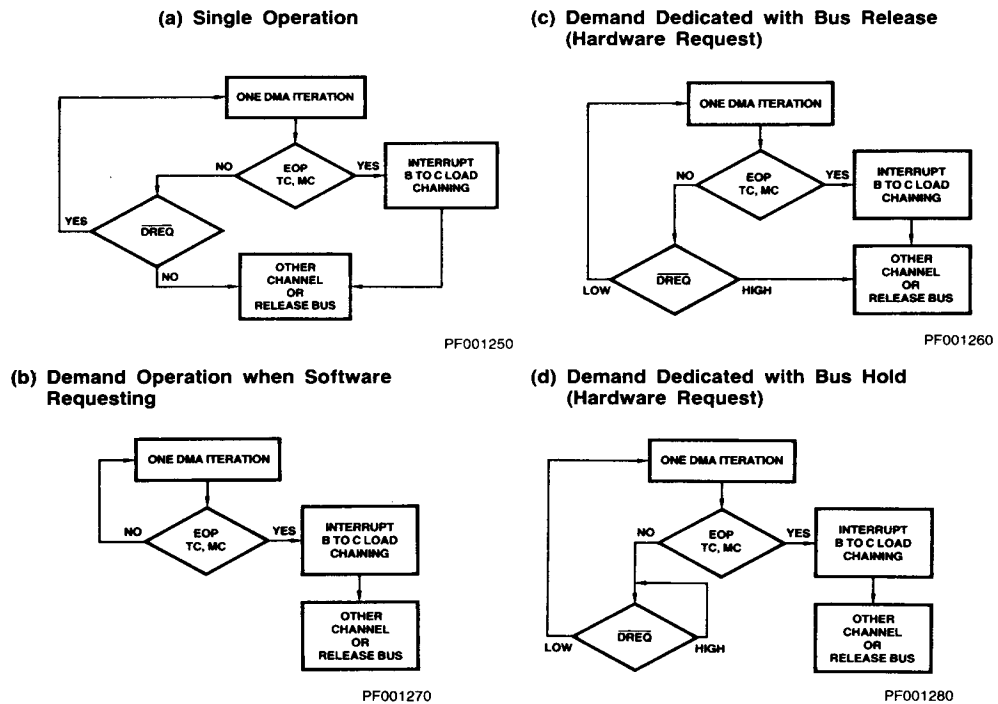 (a) Single Operation
ONE DMA ITERATION
EOP
TC, MC
NO
YES
INTERRUPT
B TO C LOAD
CHAINING
YES
DREQ
NO
OTHER
CHANNEL
OR
RELEASE BUS
PF001250
(c) Demand Dedicated with Bus Release
(Hardware Request)
ONE DMA ITERATION
EOP
TC, MC
NO
YES
INTERRUPT
B TO C LOAD
CHAINING
DREQ
LOW
HIGH
OTHER
CHANNEL
OR
RELEASE BUS
PF001260
(b) Demand Operation when Software
Requesting
ONE DMA ITERATION
NO
EOP
TC, MC
YES
INTERRUPT
B TO C LOAD
CHAINING
OTHER
CHANNEL
OR
RELEASE BUS
PF001270
(d) Demand Dedicated with Bus Hold
(Hardware Request)
ONE DMA ITERATION
NO
EOP
TC, MC
YES
INTERRUPT
B TO C LOAD
CHAINING
DREQ
LOW
HIGH
OTHER
CHANNEL
OR
RELEASE BUS
PF001280